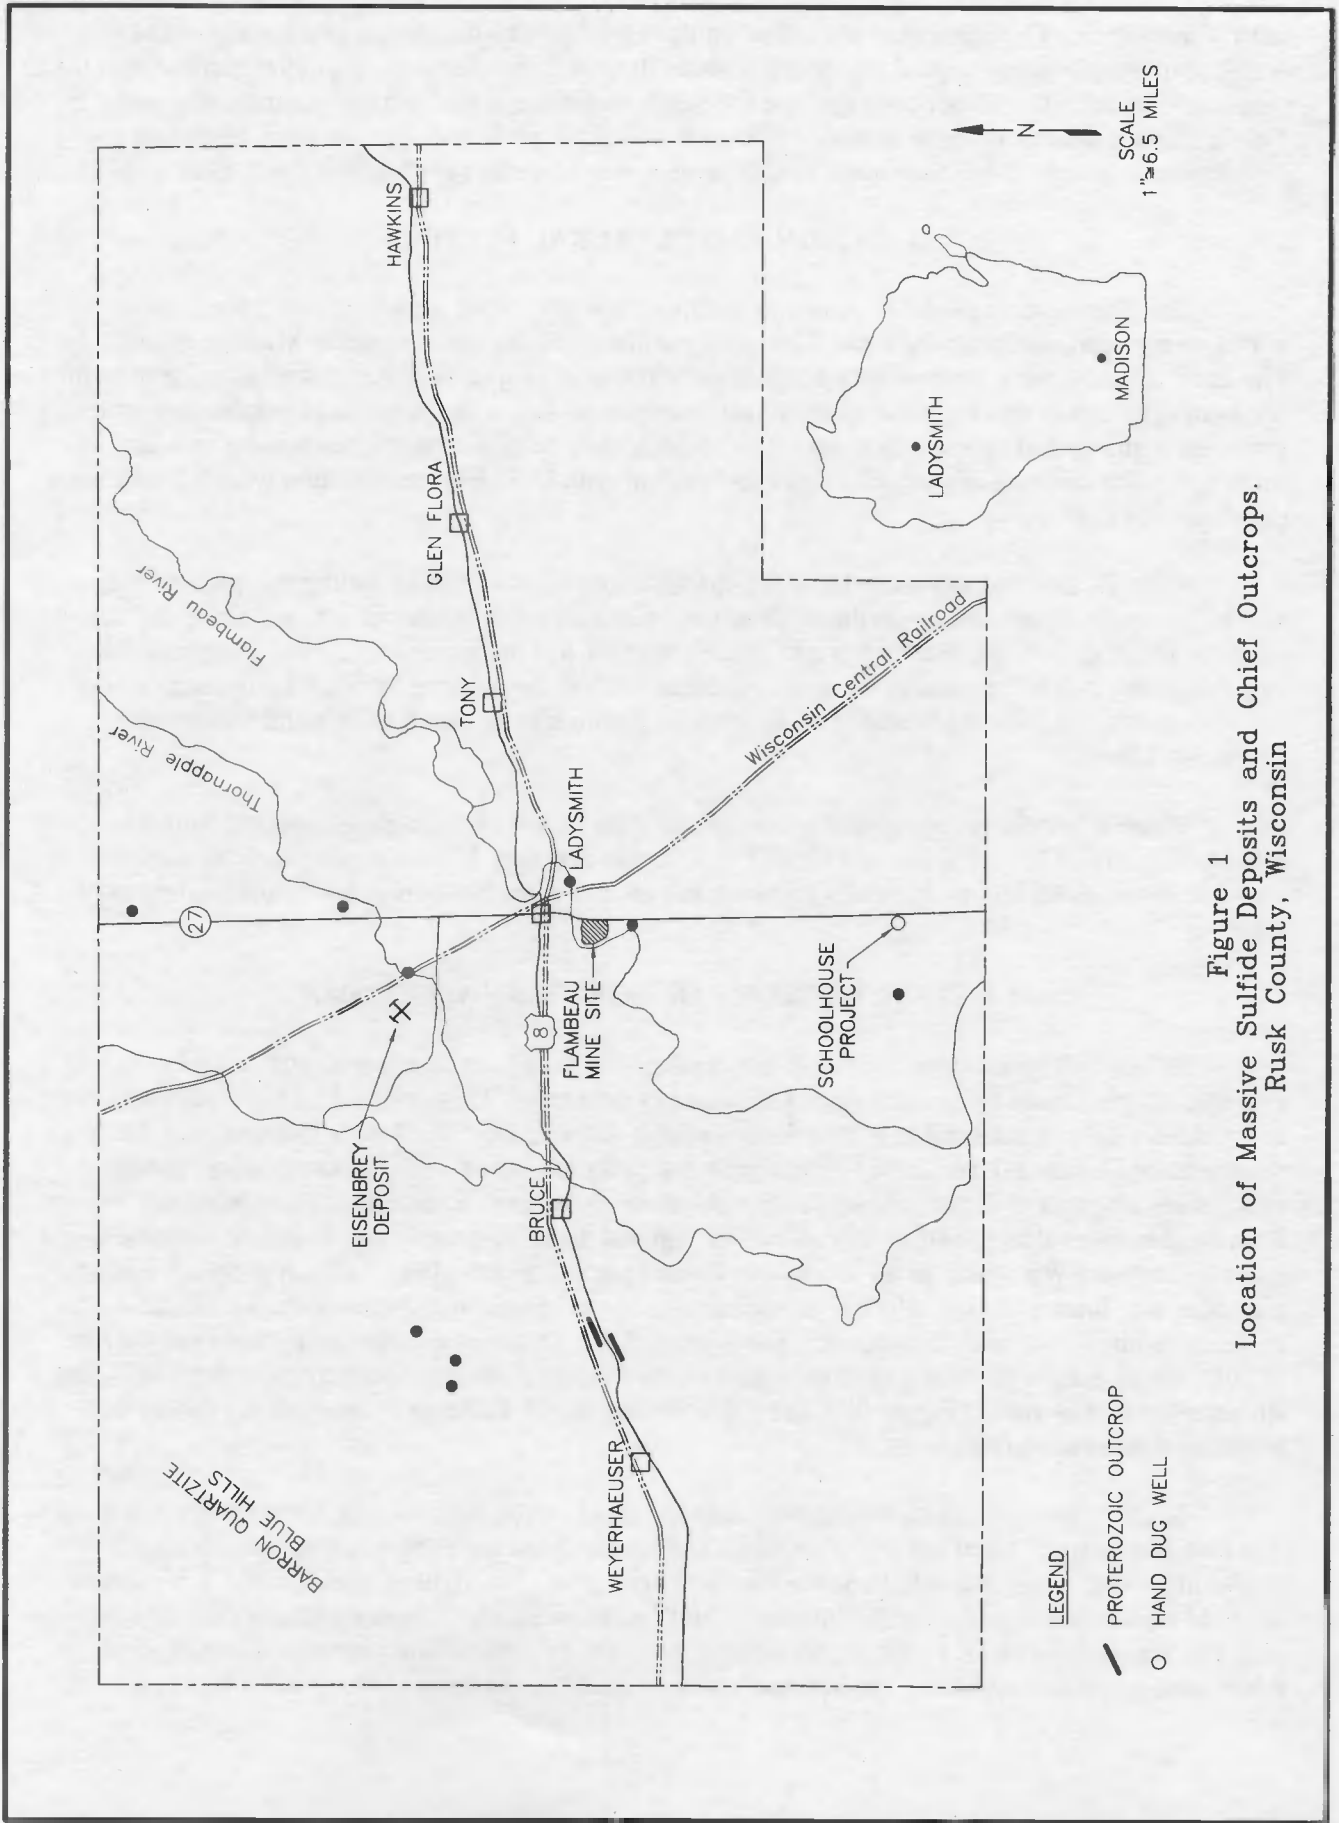 BARRON QUARTZITE
BLUE HILLS
WEYERHAEUSER
BRUCE
EISENBREY
DEPOSIT
27
8
FLAMBEAU
MINE SITE
SCHOOLHOUSE
PROJECT
LADYSMITH
Thornapple River
Flambeau River
TONY
GLEN FLORA
HAWKINS
Wisconsin Central Railroad
LEGEND
PROTEROZOIC OUTCROP
HAND DUG WELL
LADYSMITH
MADISON
N
SCALE
1"≅6.5 MILES
Figure 1
Location of Massive Sulfide Deposits and Chief Outcrops,
Rusk County, Wisconsin